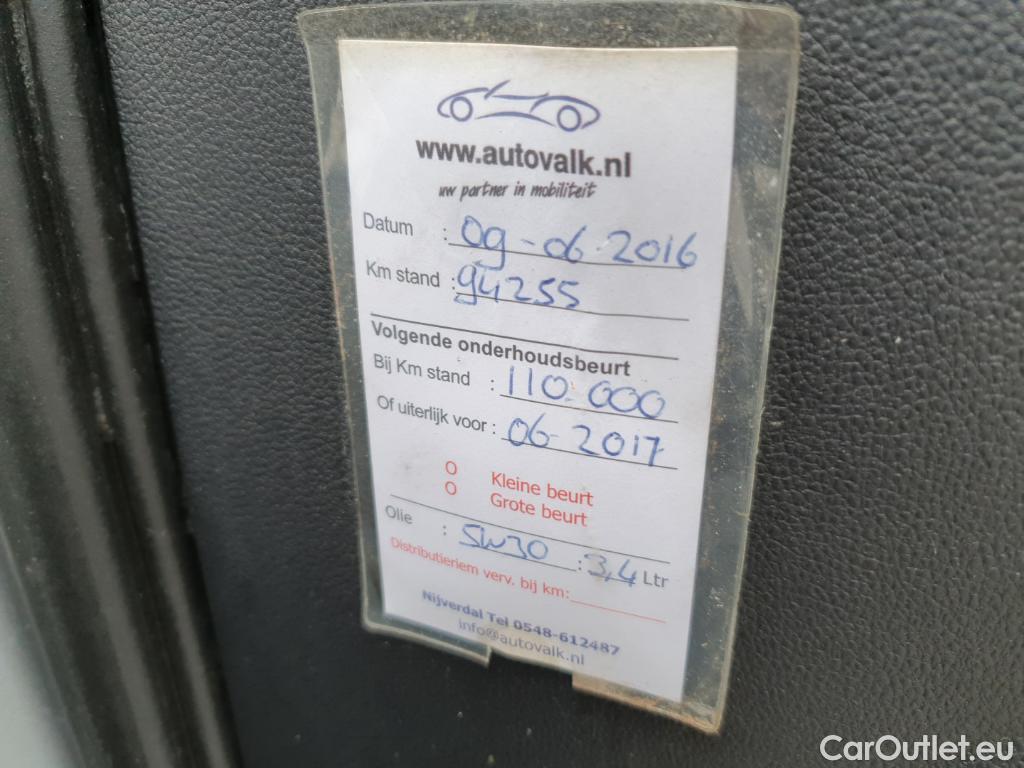 www.autovalk.nl
uw partner in mobiliteit
Datum : 09-06-2016
Km stand : 94255
Volgende onderhoudsbeurt
Bij Km stand : 110.000
Of uiterlijk voor : 06-2017
O Kleine beurt
O Grote beurt
Olie : 5W30 : 3,4 Ltr
Distributieriem verv. bij km:
Nijverdal Tel 0548-612487
info@autovalk.nl
CarOutlet.eu